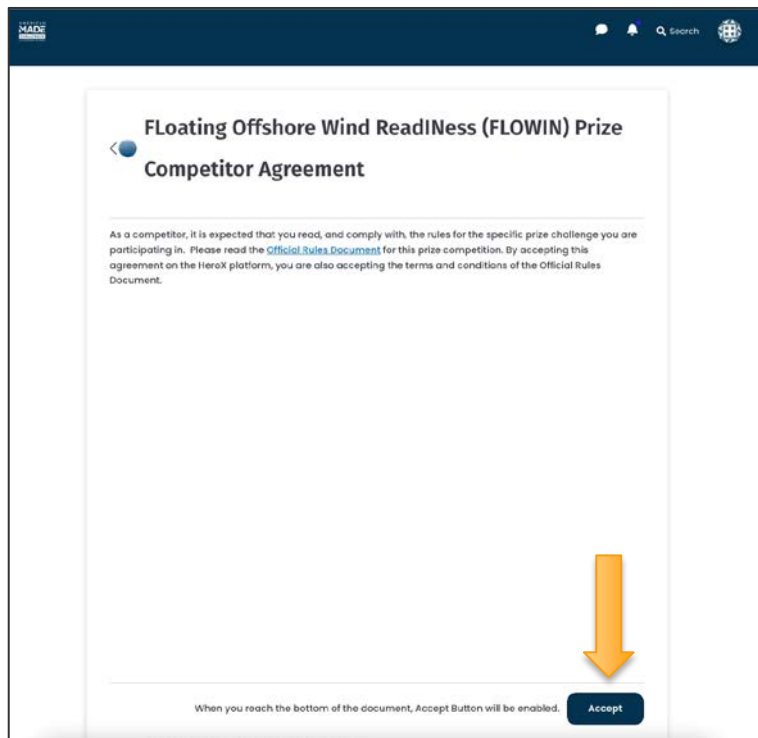 AMERICAN
MADE
CHALLENGES
Search
FLoating Offshore Wind ReadINess (FLOWIN) Prize
Competitor Agreement
As a competitor, it is expected that you read, and comply with, the rules for the specific prize challenge you are
participating in. Please read the Official Rules Document for this prize competition. By accepting this
agreement on the HeroX platform, you are also accepting the terms and conditions of the Official Rules
Document.
When you reach the bottom of the document, Accept Button will be enabled.
Accept